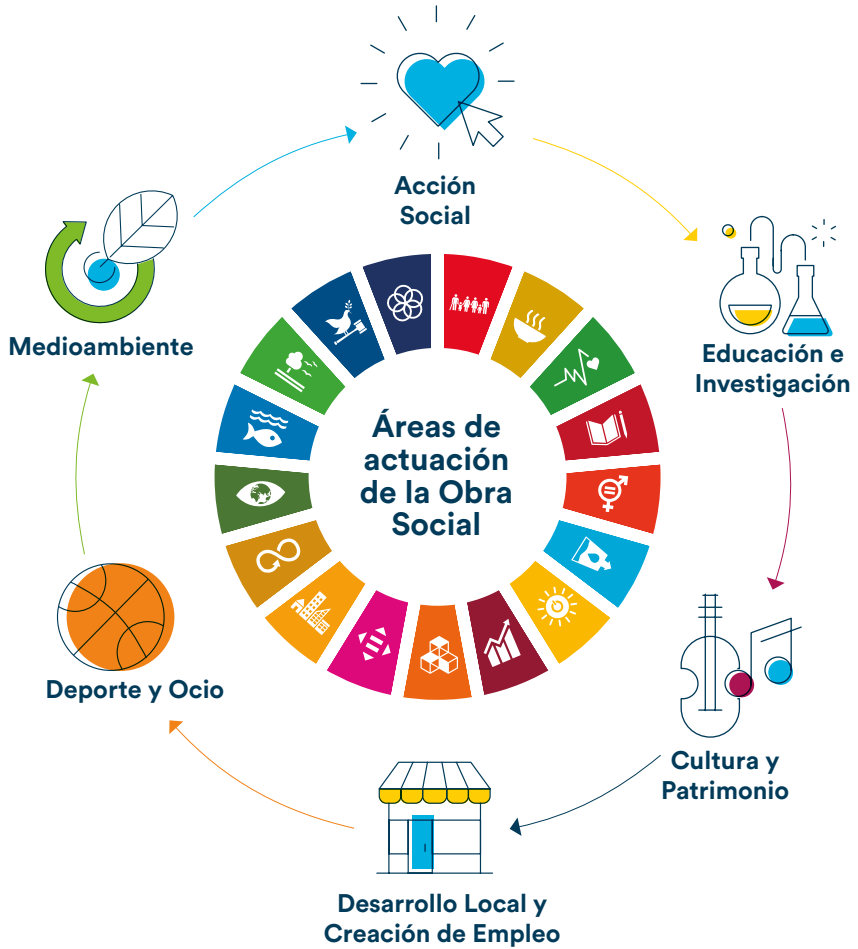 Acción
Social
Educación e
Investigación
Cultura y
Patrimonio
Desarrollo Local y
Creación de Empleo
Deporte y Ocio
Medioambiente
Áreas de
actuación
de la Obra
Social